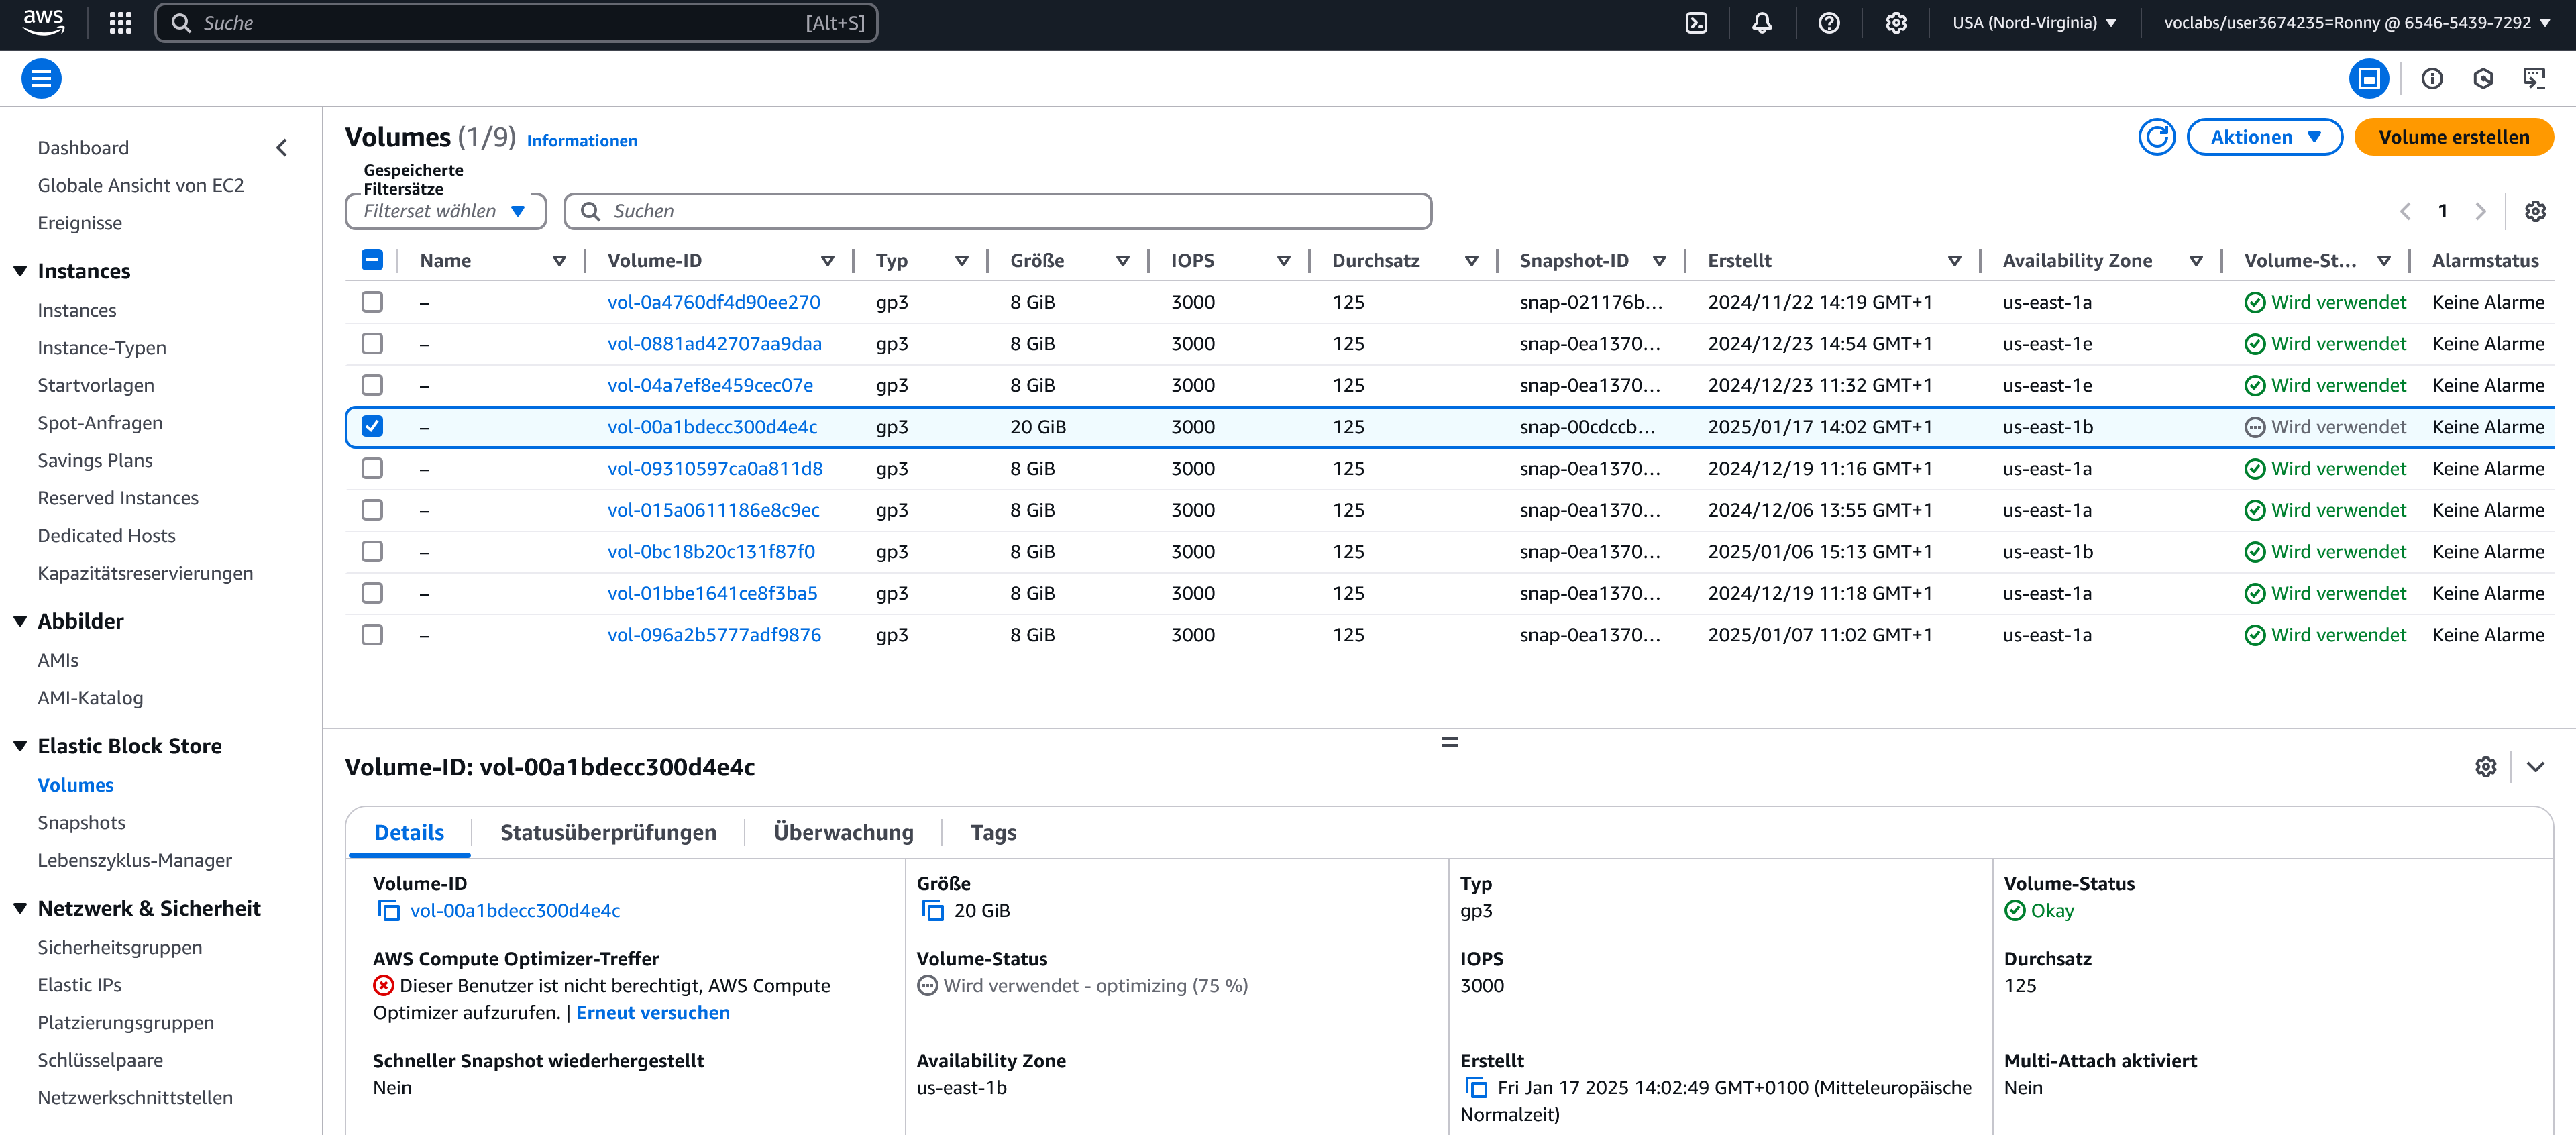 aws
Suche [Alt+S] USA (Nord-Virginia) voclabs/user3674235=Ronny @ 6546-5439-7292
Dashboard
Globale Ansicht von EC2
Ereignisse
Instances
Instances
Instance-Typen
Startvorlagen
Spot-Anfragen
Savings Plans
Reserved Instances
Dedicated Hosts
Kapazitätsreservierungen
Abbilder
AMIs
AMI-Katalog
Elastic Block Store
Volumes
Snapshots
Lebenszyklus-Manager
Netzwerk & Sicherheit
Sicherheitsgruppen
Elastic IPs
Platzierungsgruppen
Schlüsselpaare
Netzwerkschnittstellen
Volumes (1/9) Informationen Aktionen Volume erstellen
Gespeicherte
Filtersätze
Filterset wählen Suchen 1
Name Volume-ID Typ Größe IOPS Durchsatz Snapshot-ID Erstellt Availability Zone Volume-St... Alarmstatus
– vol-0a4760df4d90ee270 gp3 8 GiB 3000 125 snap-021176b... 2024/11/22 14:19 GMT+1 us-east-1a Wird verwendet Keine Alarme
– vol-0881ad42707aa9daa gp3 8 GiB 3000 125 snap-0ea1370... 2024/12/23 14:54 GMT+1 us-east-1e Wird verwendet Keine Alarme
– vol-04a7ef8e459cec07e gp3 8 GiB 3000 125 snap-0ea1370... 2024/12/23 11:32 GMT+1 us-east-1e Wird verwendet Keine Alarme
– vol-00a1bdecc300d4e4c gp3 20 GiB 3000 125 snap-00cdccb... 2025/01/17 14:02 GMT+1 us-east-1b Wird verwendet Keine Alarme
– vol-09310597ca0a811d8 gp3 8 GiB 3000 125 snap-0ea1370... 2024/12/19 11:16 GMT+1 us-east-1a Wird verwendet Keine Alarme
– vol-015a0611186e8c9ec gp3 8 GiB 3000 125 snap-0ea1370... 2024/12/06 13:55 GMT+1 us-east-1a Wird verwendet Keine Alarme
– vol-0bc18b20c131f87f0 gp3 8 GiB 3000 125 snap-0ea1370... 2025/01/06 15:13 GMT+1 us-east-1b Wird verwendet Keine Alarme
– vol-01bbe1641ce8f3ba5 gp3 8 GiB 3000 125 snap-0ea1370... 2024/12/19 11:18 GMT+1 us-east-1a Wird verwendet Keine Alarme
– vol-096a2b5777adf9876 gp3 8 GiB 3000 125 snap-0ea1370... 2025/01/07 11:02 GMT+1 us-east-1a Wird verwendet Keine Alarme
Volume-ID: vol-00a1bdecc300d4e4c
Details Statusüberprüfungen Überwachung Tags
Volume-ID
vol-00a1bdecc300d4e4c
Größe
20 GiB
Typ
gp3
Volume-Status
Okay
AWS Compute Optimizer-Treffer
Dieser Benutzer ist nicht berechtigt, AWS Compute
Optimizer aufzurufen. | Erneut versuchen
Volume-Status
Wird verwendet - optimizing (75 %)
IOPS
3000
Durchsatz
125
Schneller Snapshot wiederhergestellt
Nein
Availability Zone
us-east-1b
Erstellt
Fri Jan 17 2025 14:02:49 GMT+0100 (Mitteleuropäische
Normalzeit)
Multi-Attach aktiviert
Nein